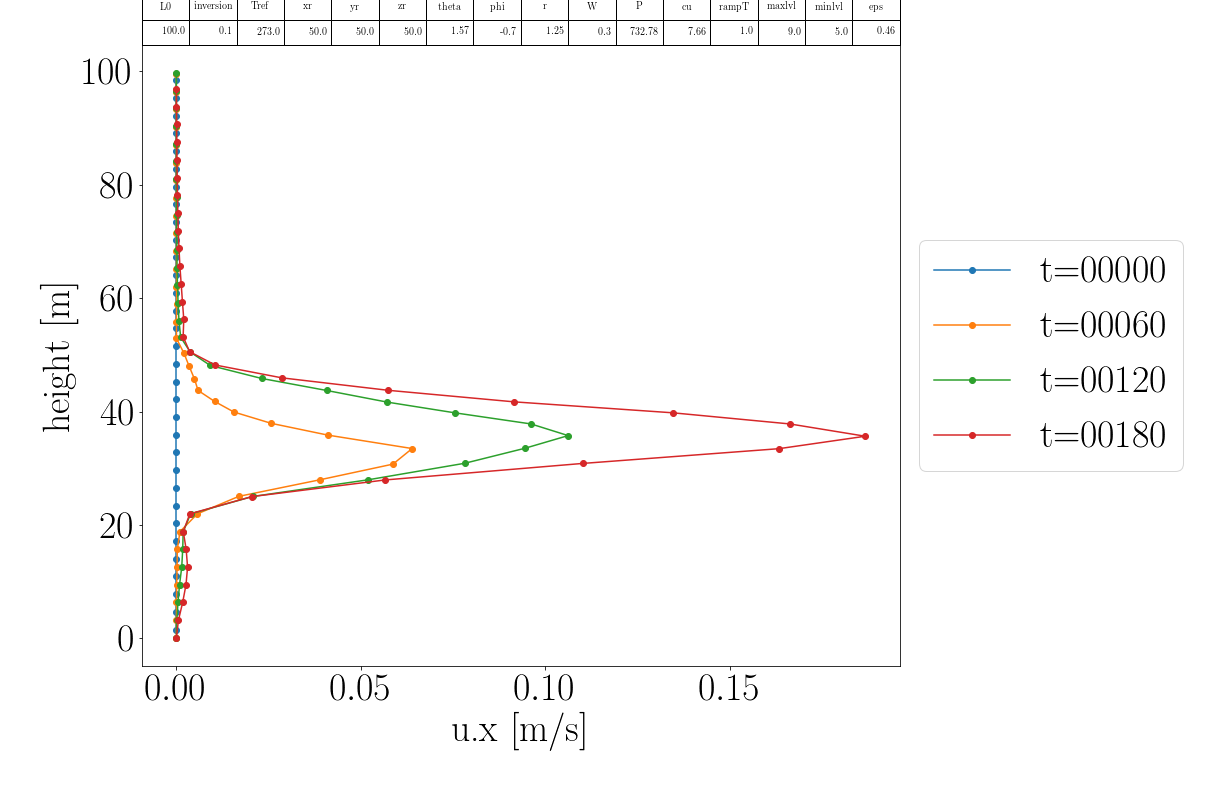 L0 inversion Tref xr yr zr theta phi r W P cu rampT maxlvl minlvl eps
100.0 0.1 273.0 50.0 50.0 50.0 1.57 -0.7 1.25 0.3 732.78 7.66 1.0 9.0 5.0 0.46
100
80
60
40
20
0
height [m]
0.00 0.05 0.10 0.15
u.x [m/s]
t=00000
t=00060
t=00120
t=00180